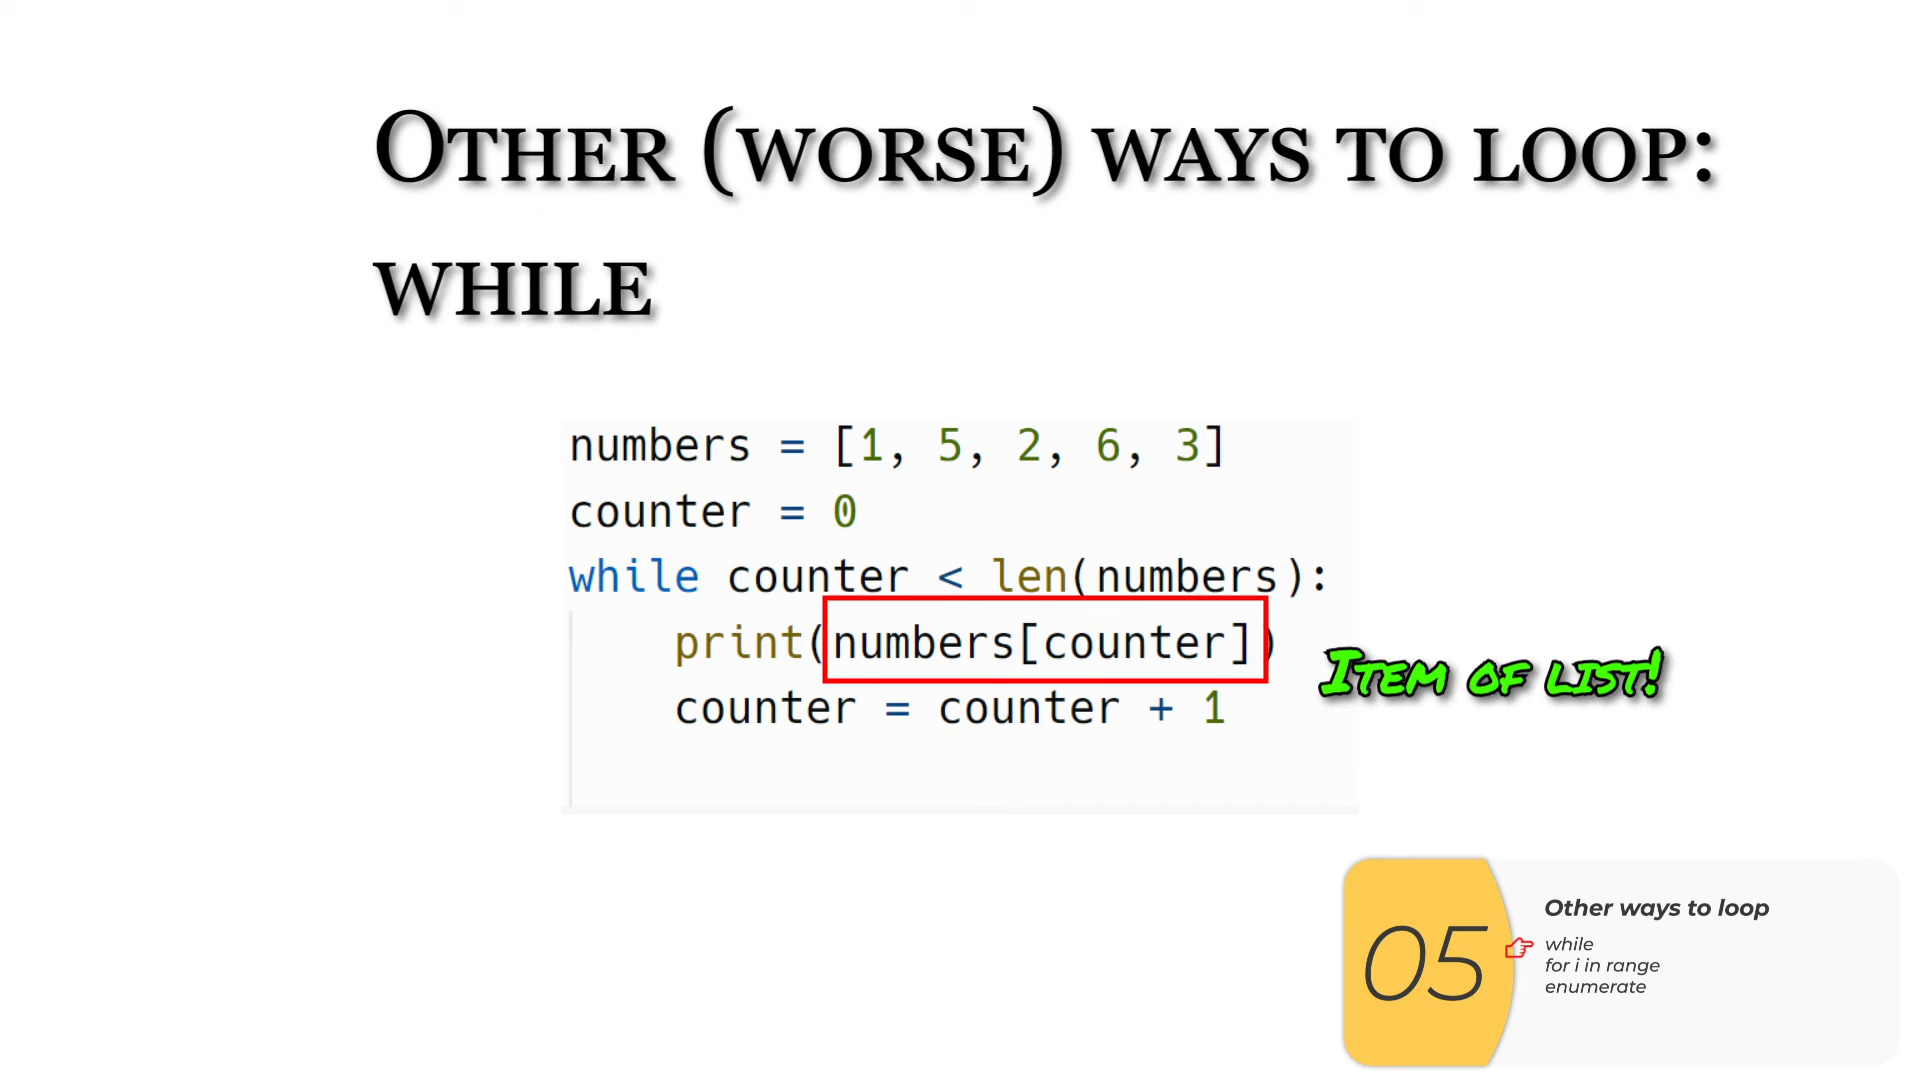 Other (worse) ways to loop:
while
numbers = [1, 5, 2, 6, 3]
counter = 0
while counter < len(numbers):
print(numbers[counter])
Item of list!
counter = counter + 1
05
Other ways to loop
while
for i in range
enumerate